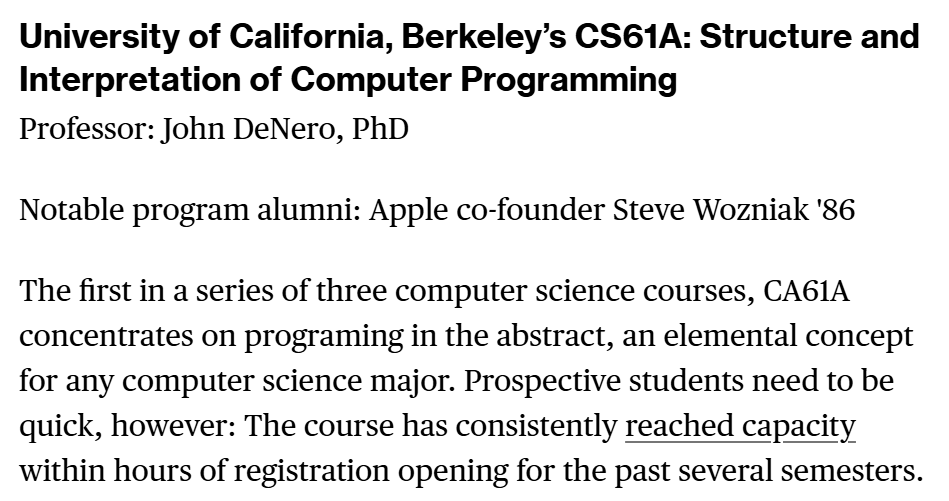 University of California, Berkeley’s CS61A: Structure and
Interpretation of Computer Programming
Professor: John DeNero, PhD
Notable program alumni: Apple co-founder Steve Wozniak '86
The first in a series of three computer science courses, CA61A
concentrates on programing in the abstract, an elemental concept
for any computer science major. Prospective students need to be
quick, however: The course has consistently reached capacity
within hours of registration opening for the past several semesters.